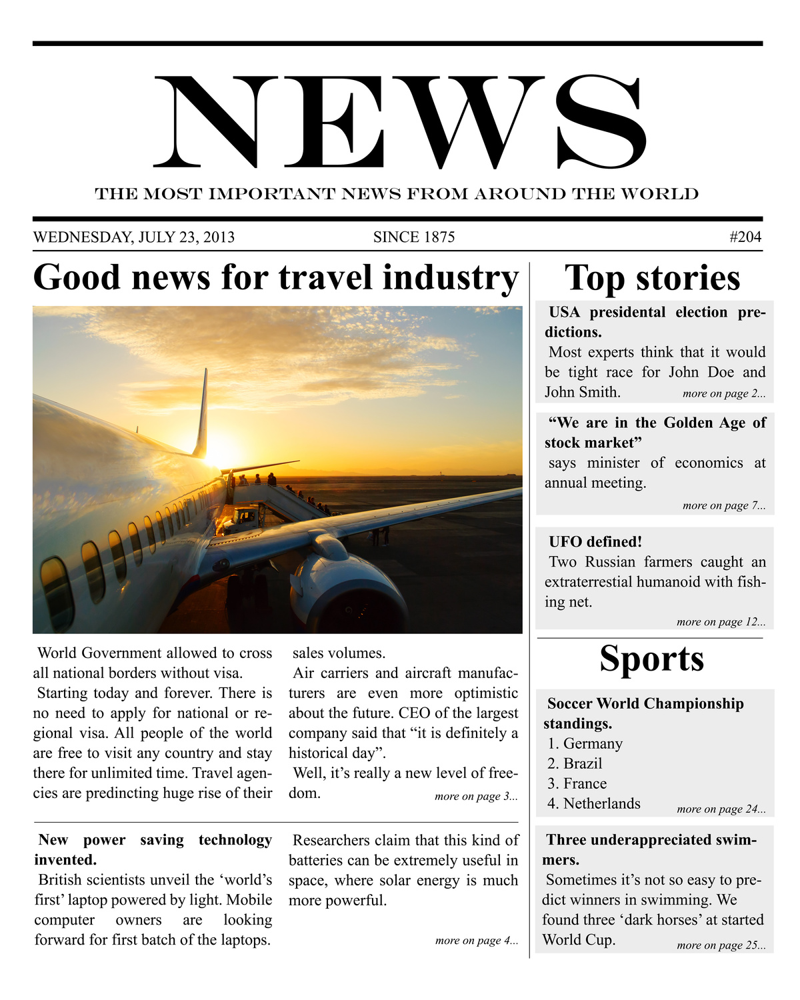 NEWS
THE MOST IMPORTANT NEWS FROM AROUND THE WORLD
WEDNESDAY, JULY 23, 2013 SINCE 1875 #204
Good news for travel industry
World Government allowed to cross
all national borders without visa.
Starting today and forever. There is
no need to apply for national or re-
gional visa. All people of the world
are free to visit any country and stay
there for unlimited time. Travel agen-
cies are predincting huge rise of their
sales volumes.
Air carriers and aircraft manufac-
turers are even more optimistic
about the future. CEO of the largest
company said that “it is definitely a
historical day”.
Well, it’s really a new level of free-
dom. more on page 3...
New power saving technology
invented.
British scientists unveil the ‘world’s
first’ laptop powered by light. Mobile
computer owners are looking
forward for first batch of the laptops.
Researchers claim that this kind of
batteries can be extremely useful in
space, where solar energy is much
more powerful.
more on page 4...
Top stories
USA presidental election pre-
dictions.
Most experts think that it would
be tight race for John Doe and
John Smith. more on page 2...
“We are in the Golden Age of
stock market”
says minister of economics at
annual meeting.
more on page 7...
UFO defined!
Two Russian farmers caught an
extraterrestial humanoid with fish-
ing net.
more on page 12...
Sports
Soccer World Championship
standings.
1. Germany
2. Brazil
3. France
4. Netherlands more on page 24...
Three underappreciated swim-
mers.
Sometimes it’s not so easy to pre-
dict winners in swimming. We
found three ‘dark horses’ at started
World Cup. more on page 25...